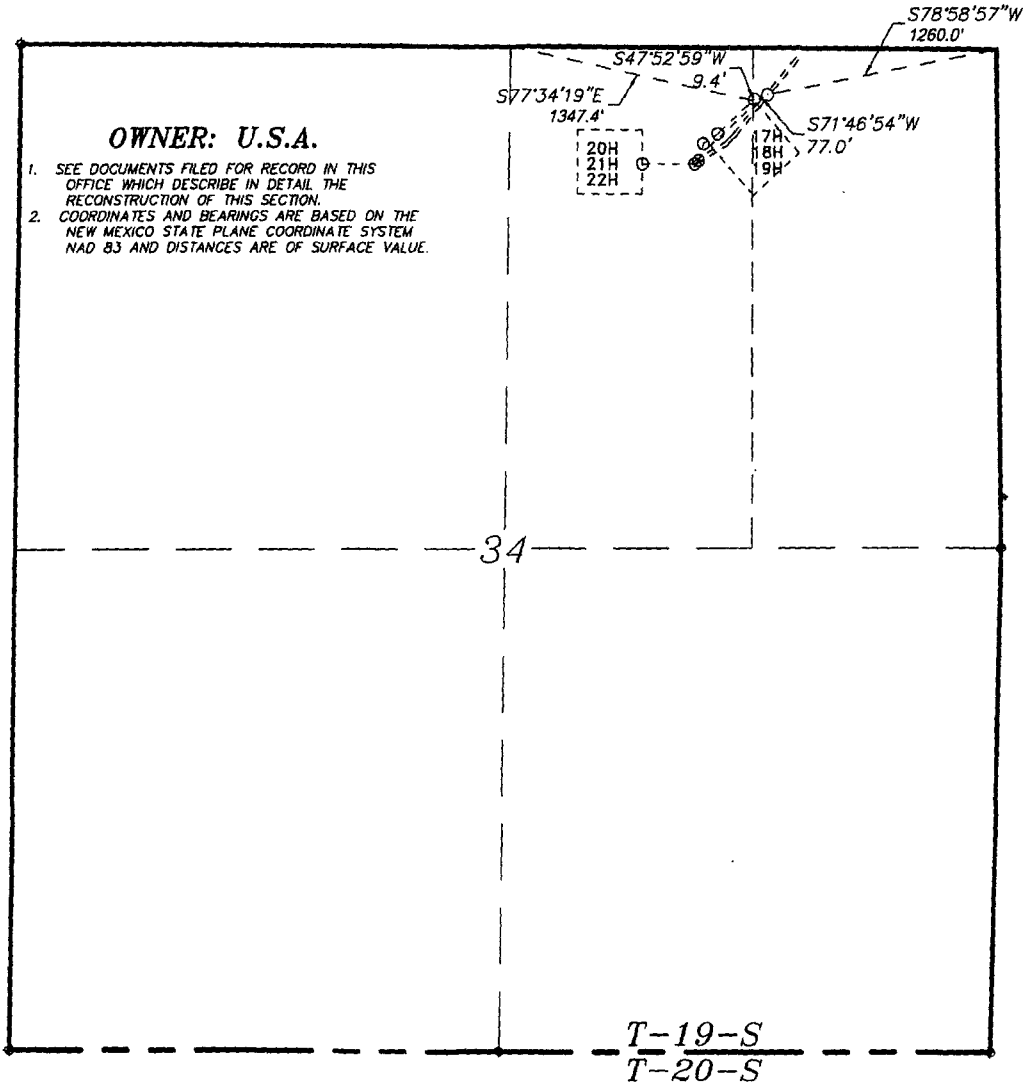 S78°58'57"W
1260.0'
S47°52'59"W
9.4'
S77°34'19"E
1347.4'
S71°46'54"W
77.0'
17H
18H
19H
20H
21H
22H
OWNER: U.S.A.
1. SEE DOCUMENTS FILED FOR RECORD IN THIS
OFFICE WHICH DESCRIBE IN DETAIL THE
RECONSTRUCTION OF THIS SECTION.
2. COORDINATES AND BEARINGS ARE BASED ON THE
NEW MEXICO STATE PLANE COORDINATE SYSTEM
NAD 83 AND DISTANCES ARE OF SURFACE VALUE.
34
T-19-S
T-20-S